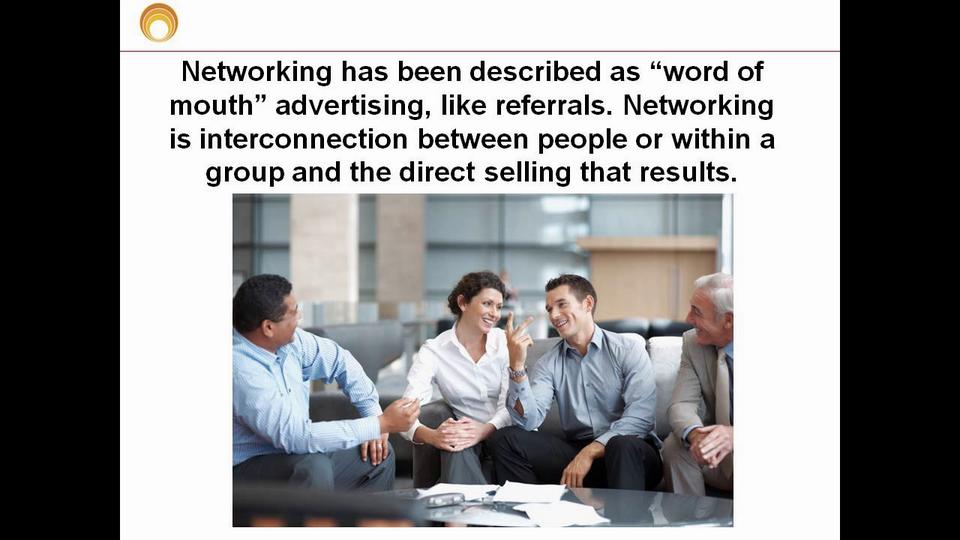 Networking has been described as “word of
mouth” advertising, like referrals. Networking
is interconnection between people or within a
group and the direct selling that results.